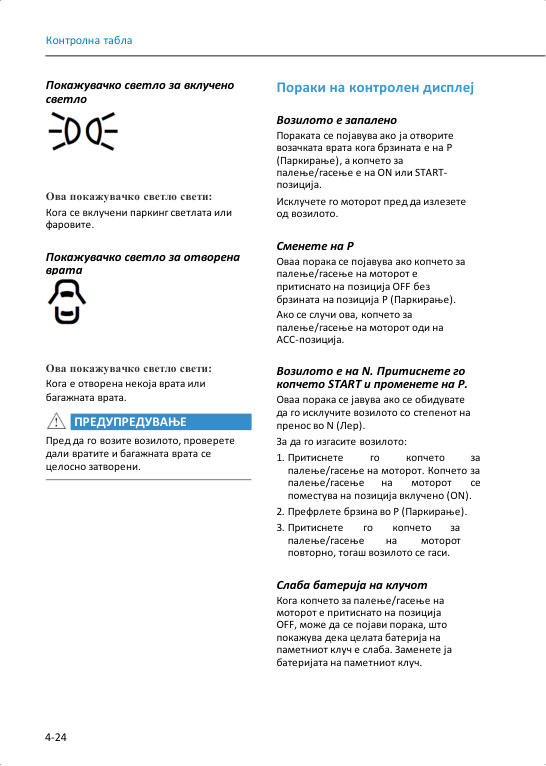 Контролна табла
Покажувачко светло за вклучено
светло
Ова покажувачко светло свети:
Кога се вклучени паркинг светлата или
фаровите.
Покажувачко светло за отворена
врата
Ова покажувачко светло свети:
Кога е отворена некоја врата или
багажната врата.
ПРЕДУПРЕДУВАЊЕ
Пред да го возите возилото, проверете
дали вратите и багажната врата се
целосно затворени.
Пораки на контролен дисплеј
Возилото е запалено
Пораката се појавува ако ја отворите
возачката врата кога брзината е на P
(Паркирање), а копчето за
палење/гасење е на ON или START-
позиција.
Исклучете го моторот пред да излезете
од возилото.
Сменете на P
Оваа порака се појавува ако копчето за
палење/гасење на моторот е
притиснато на позиција OFF без
брзината на позиција P (Паркирање).
Ако се случи ова, копчето за
палење/гасење на моторот оди на
ACC-позиција.
Возилото е на N. Притиснете го
копчето START и променете на P.
Оваа порака се јавува ако се обидувате
да го исклучите возилото со степенот на
пренос во N (Лер).
За да го изгасите возилото:
1. Притиснете го копчето за
палење/гасење на моторот. Копчето за
палење/гасење на моторот се
поместува на позиција вклучено (ON).
2. Префрлете брзина во P (Паркирање).
3. Притиснете го копчето за
палење/гасење на моторот
повторно, тогаш возилото се гаси.
Слаба батерија на клучот
Кога копчето за палење/гасење на
моторот е притиснато на позиција
OFF, може да се појави порака, што
покажува дека целата батерија на
паметниот клуч е слаба. Заменете ја
батеријата на паметниот клуч.
4-24